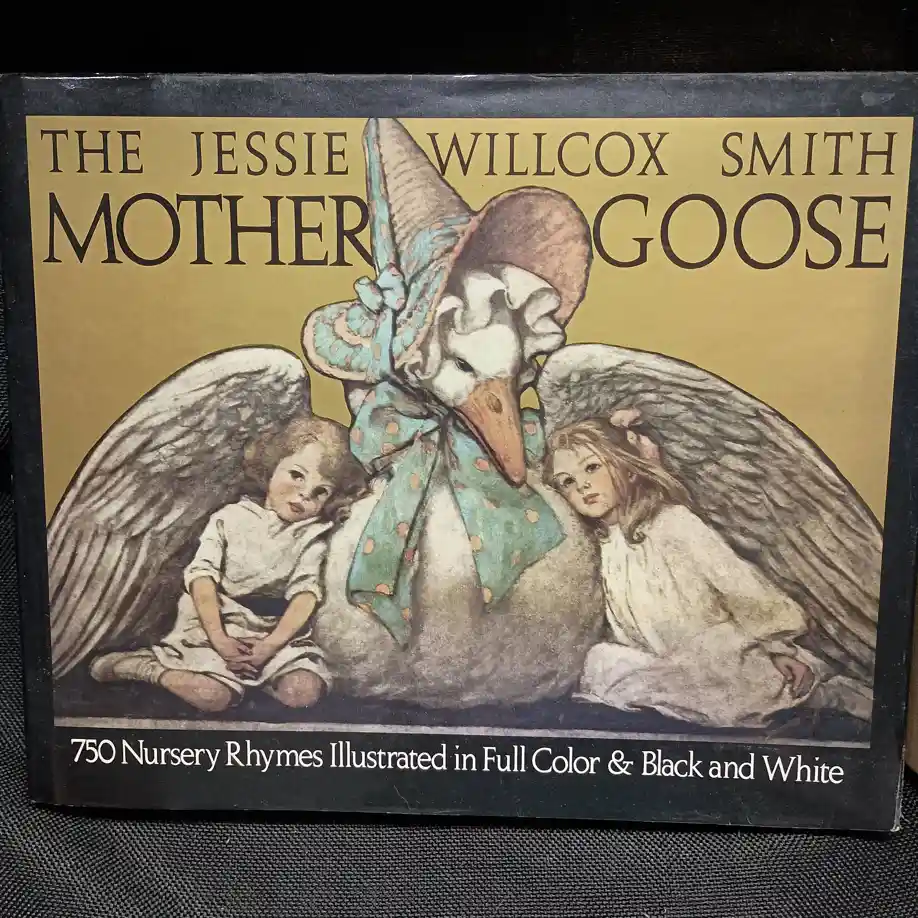 THE JESSIE WILLCOX SMITH
MOTHER GOOSE
750 Nursery Rhymes Illustrated in Full Color & Black and White